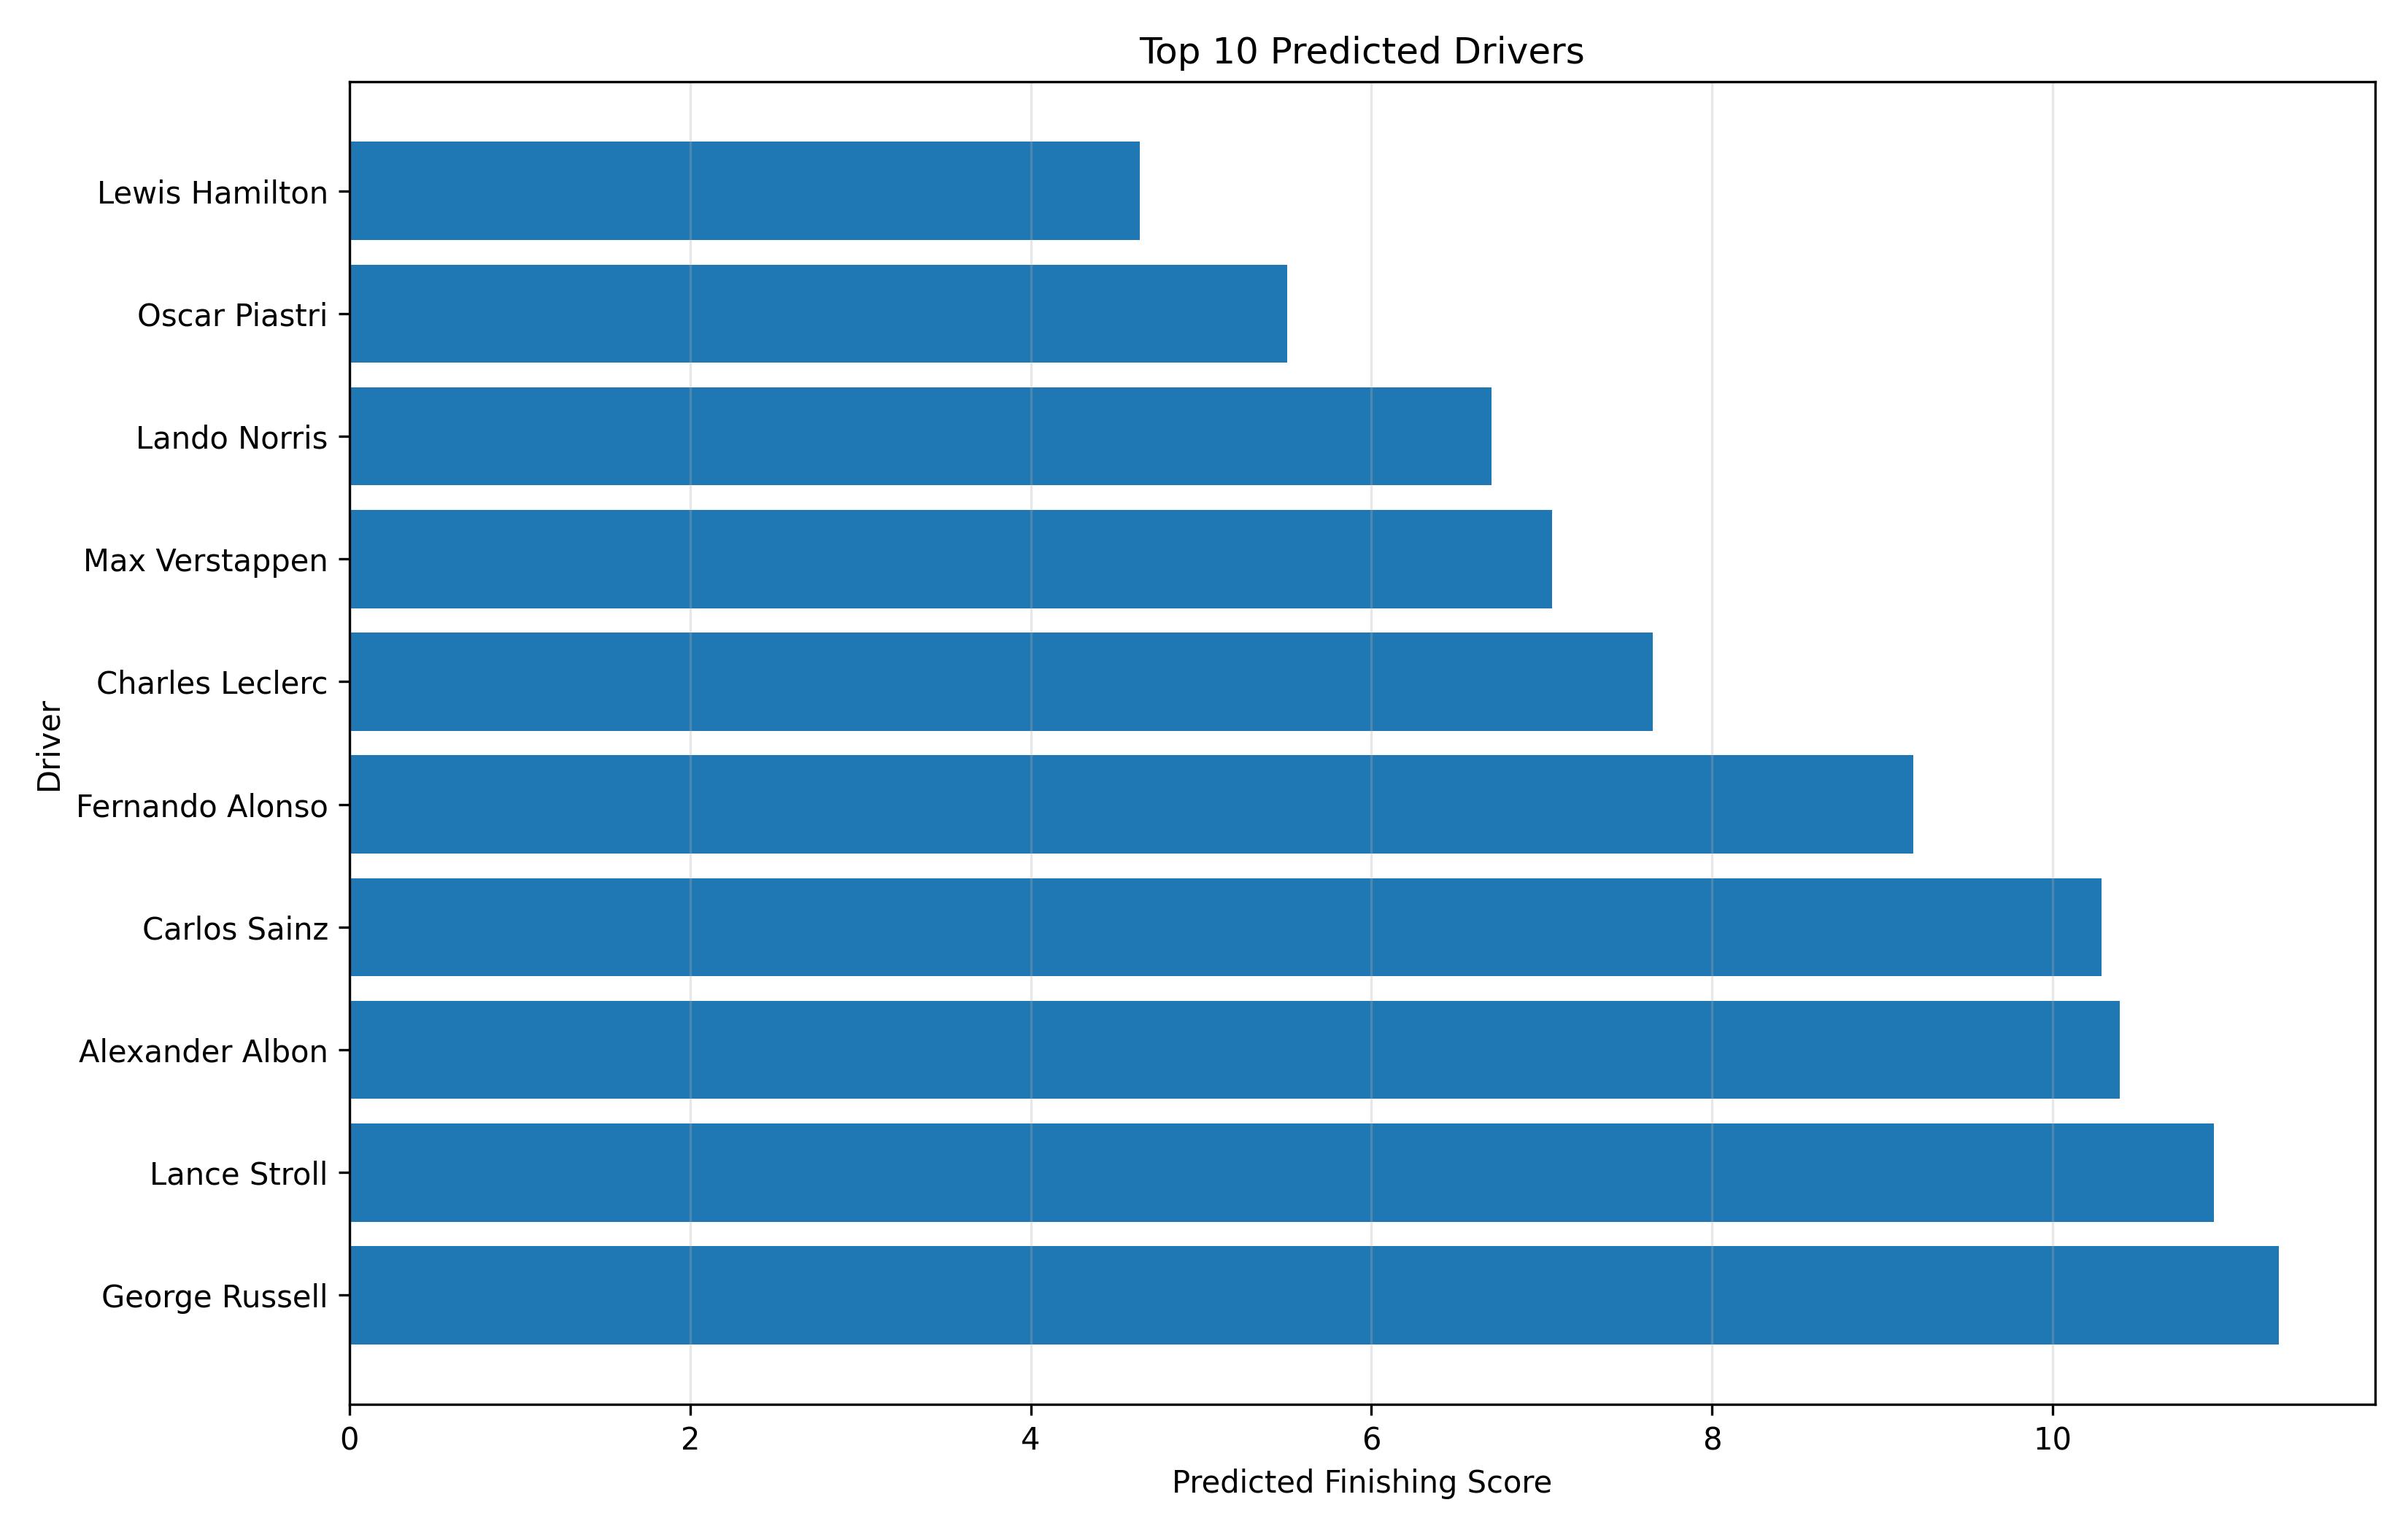 Top 10 Predicted Drivers
Driver
Lewis Hamilton
Oscar Piastri
Lando Norris
Max Verstappen
Charles Leclerc
Fernando Alonso
Carlos Sainz
Alexander Albon
Lance Stroll
George Russell
0 2 4 6 8 10
Predicted Finishing Score